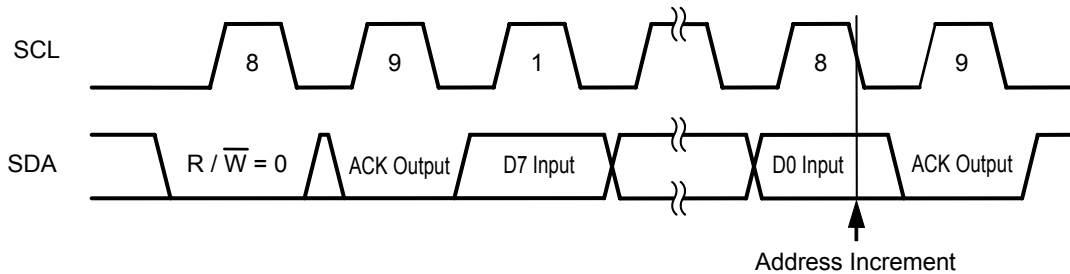 SCL 8 9 1 8 9
SDA R / W̅ = 0 ACK Output D7 Input D0 Input ACK Output
Address Increment